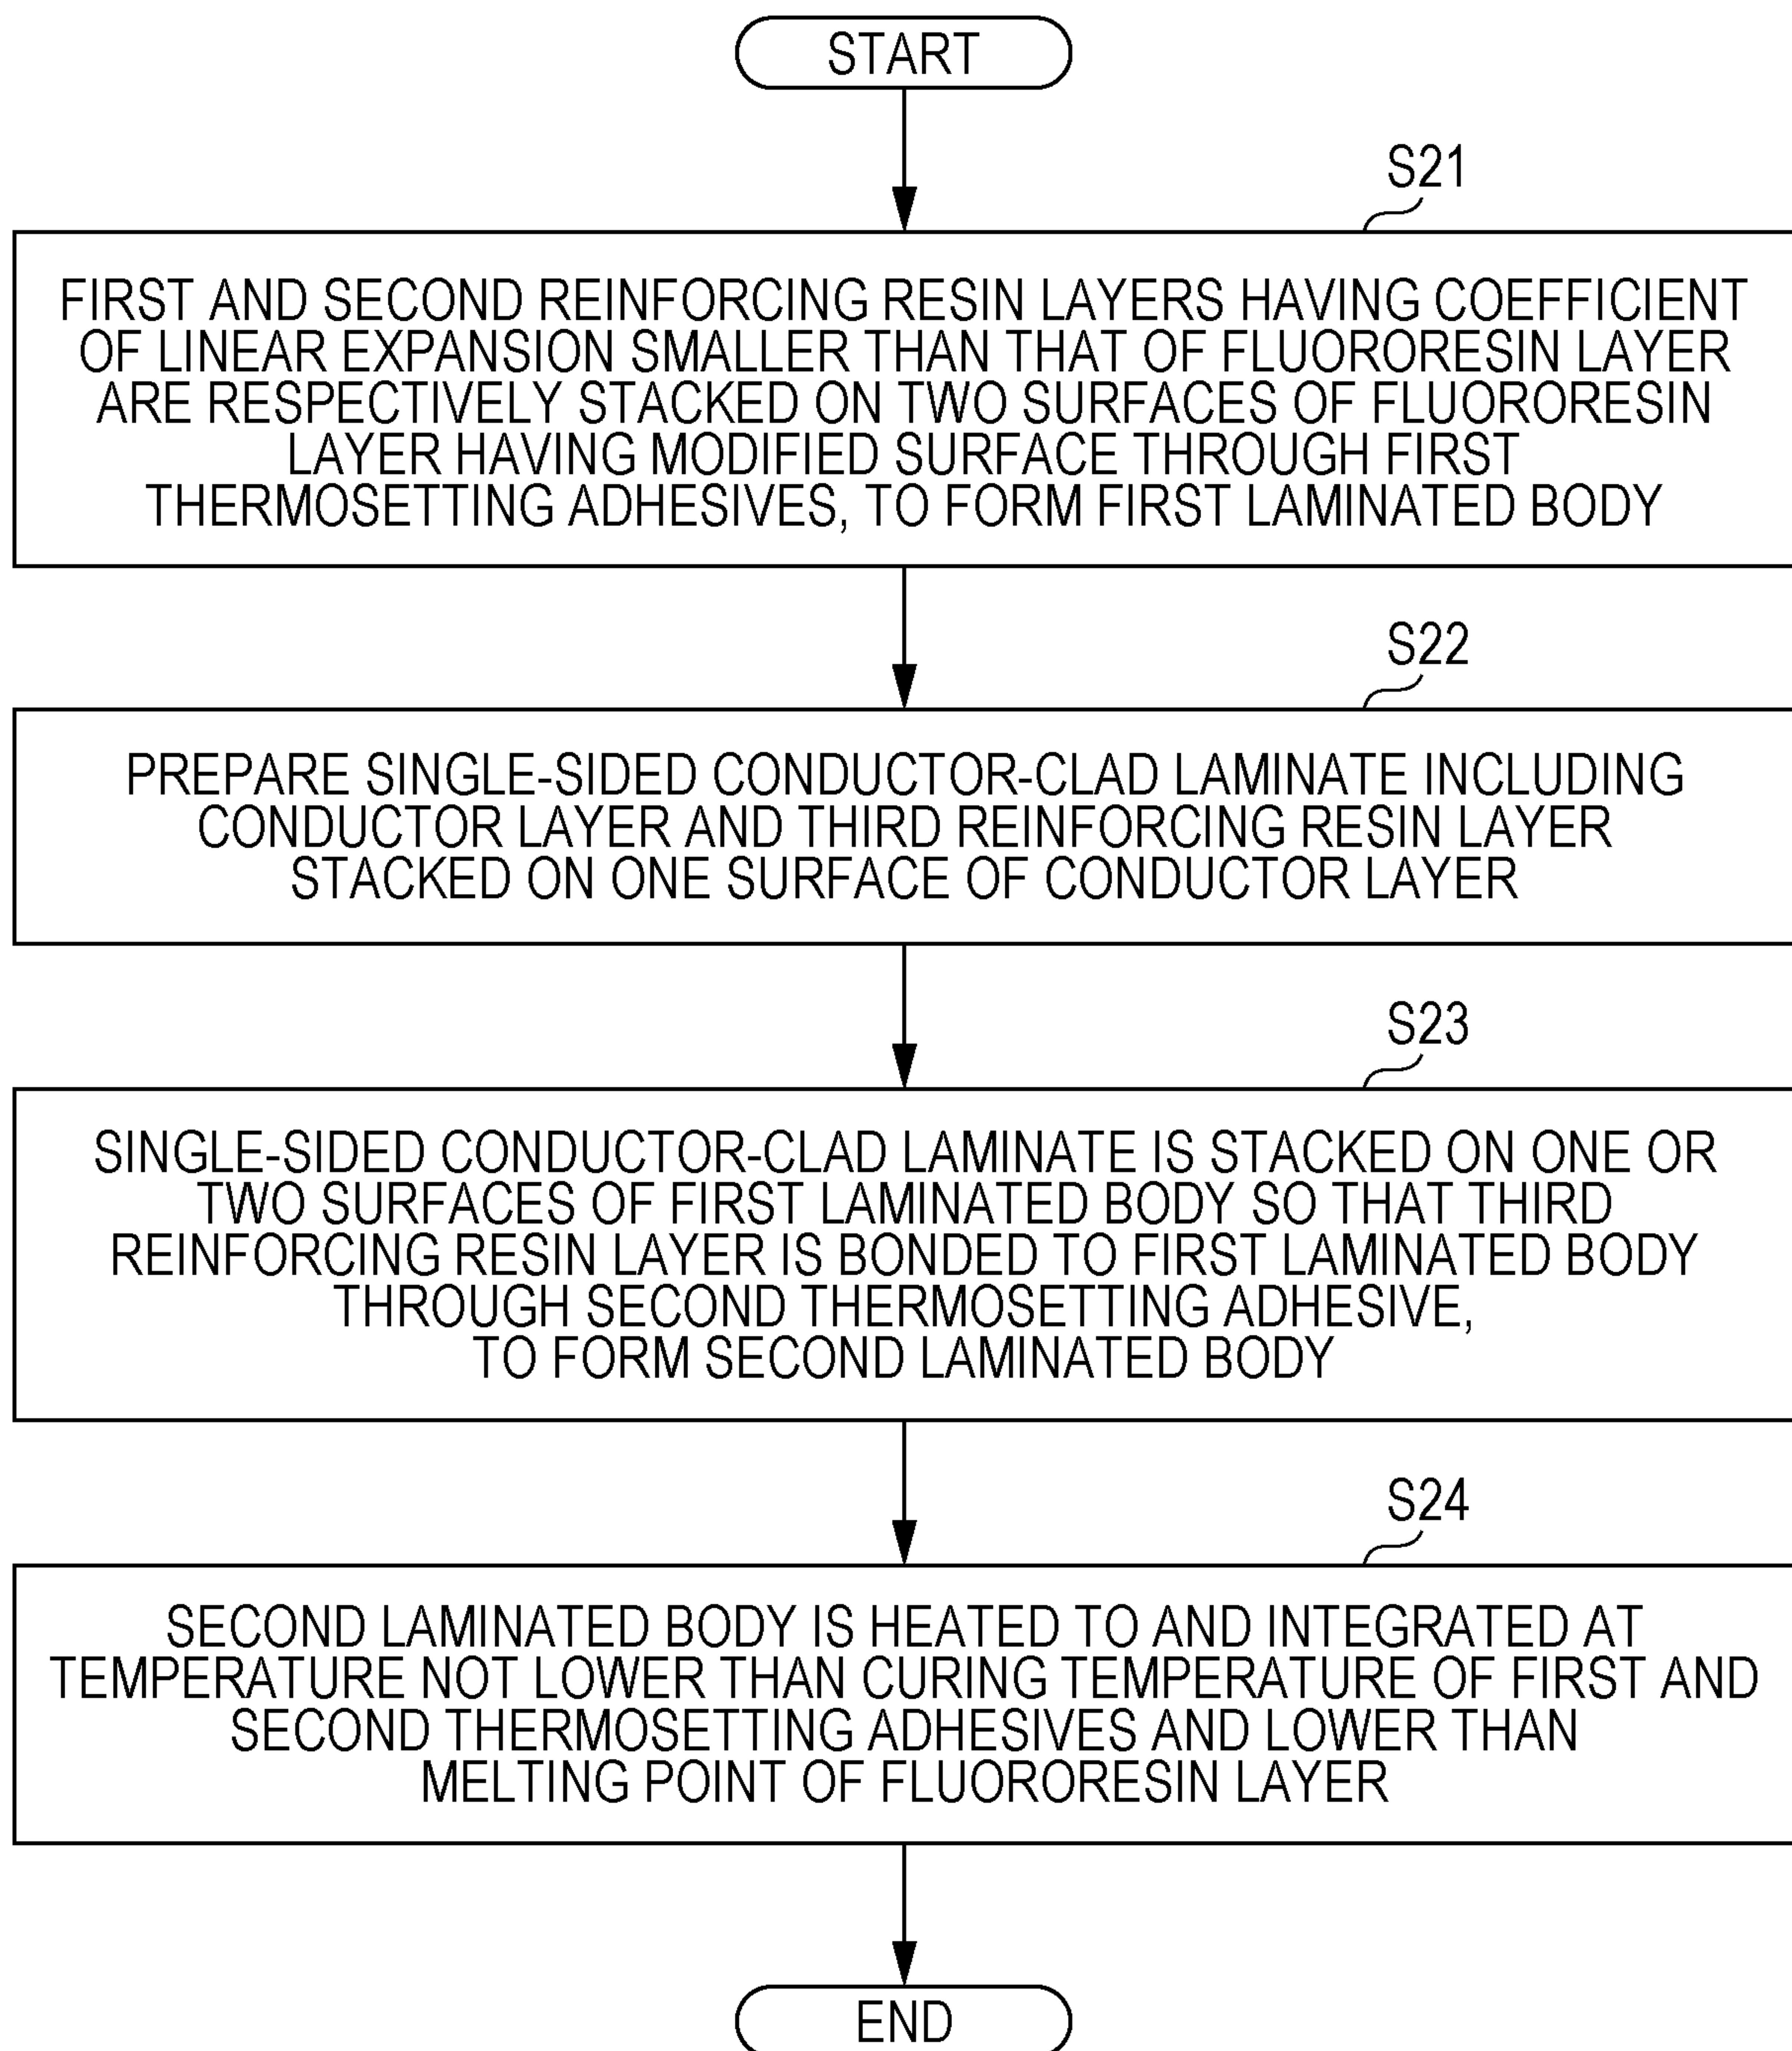 START
S21
FIRST AND SECOND REINFORCING RESIN LAYERS HAVING COEFFICIENT
OF LINEAR EXPANSION SMALLER THAN THAT OF FLUORORESIN LAYER
ARE RESPECTIVELY STACKED ON TWO SURFACES OF FLUORORESIN
LAYER HAVING MODIFIED SURFACE THROUGH FIRST
THERMOSETTING ADHESIVES, TO FORM FIRST LAMINATED BODY
S22
PREPARE SINGLE-SIDED CONDUCTOR-CLAD LAMINATE INCLUDING
CONDUCTOR LAYER AND THIRD REINFORCING RESIN LAYER
STACKED ON ONE SURFACE OF CONDUCTOR LAYER
S23
SINGLE-SIDED CONDUCTOR-CLAD LAMINATE IS STACKED ON ONE OR
TWO SURFACES OF FIRST LAMINATED BODY SO THAT THIRD
REINFORCING RESIN LAYER IS BONDED TO FIRST LAMINATED BODY
THROUGH SECOND THERMOSETTING ADHESIVE,
TO FORM SECOND LAMINATED BODY
S24
SECOND LAMINATED BODY IS HEATED TO AND INTEGRATED AT
TEMPERATURE NOT LOWER THAN CURING TEMPERATURE OF FIRST AND
SECOND THERMOSETTING ADHESIVES AND LOWER THAN
MELTING POINT OF FLUORORESIN LAYER
END